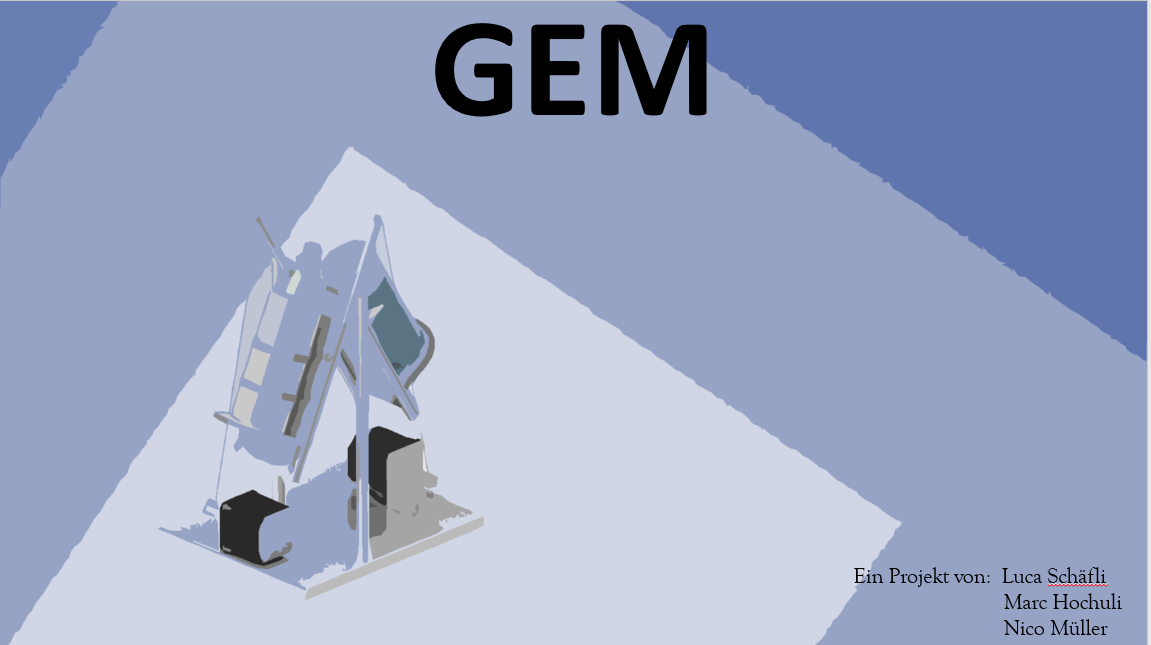 GEM
Ein Projekt von: Luca Schäfli
Marc Hochuli
Nico Müller